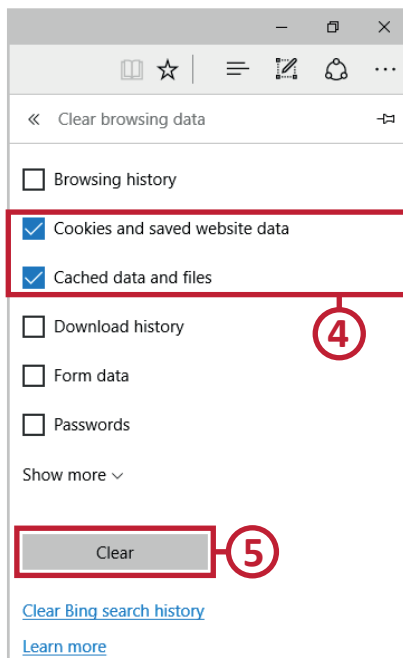 Clear browsing data
Browsing history
Cookies and saved website data
Cached data and files
4
Download history
Form data
Passwords
Show more
Clear
5
Clear Bing search history
Learn more